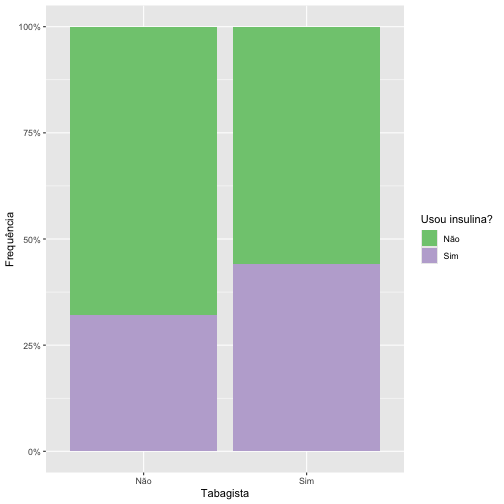 100%
75%
50%
25%
0%
Frequência
Não
Sim
Tabagista
Usou insulina?
Não
Sim